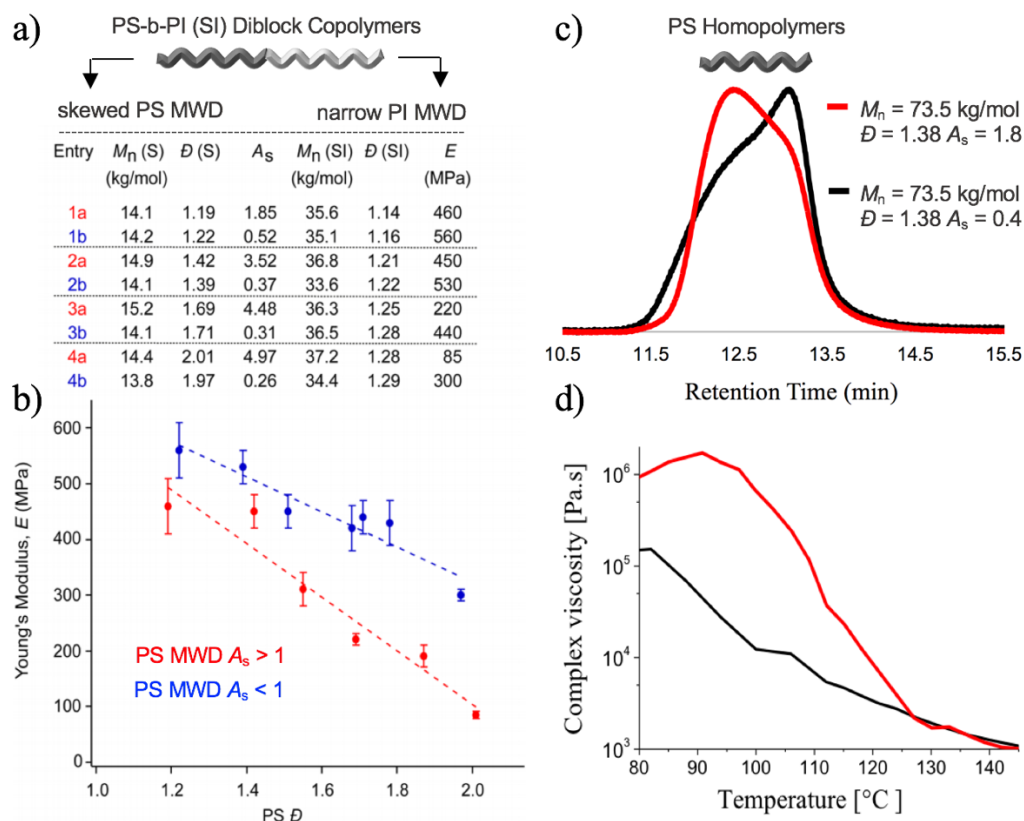 a)
PS-b-PI (SI) Diblock Copolymers
skewed PS MWD narrow PI MWD
Entry Mn (S) Đ (S) As Mn (SI) Đ (SI) E
(kg/mol) (kg/mol) (MPa)
1a 14.1 1.19 1.85 35.6 1.14 460
1b 14.2 1.22 0.52 35.1 1.16 560
2a 14.9 1.42 3.52 36.8 1.21 450
2b 14.1 1.39 0.37 33.6 1.22 530
3a 15.2 1.69 4.48 36.3 1.25 220
3b 14.1 1.71 0.31 36.5 1.28 440
4a 14.4 2.01 4.97 37.2 1.28 85
4b 13.8 1.97 0.26 34.4 1.29 300
b)
Young's Modulus, E (MPa)
600
500
400
300
200
100
0
PS MWD As > 1
PS MWD As < 1
1.0 1.2 1.4 1.6 1.8 2.0
PS Đ
c)
PS Homopolymers
Mn = 73.5 kg/mol
Đ = 1.38 As = 1.8
Mn = 73.5 kg/mol
Đ = 1.38 As = 0.4
10.5 11.5 12.5 13.5 14.5 15.5
Retention Time (min)
d)
Complex viscosity [Pa.s]
10⁶
10⁵
10⁴
10³
80 90 100 110 120 130 140
Temperature [°C ]